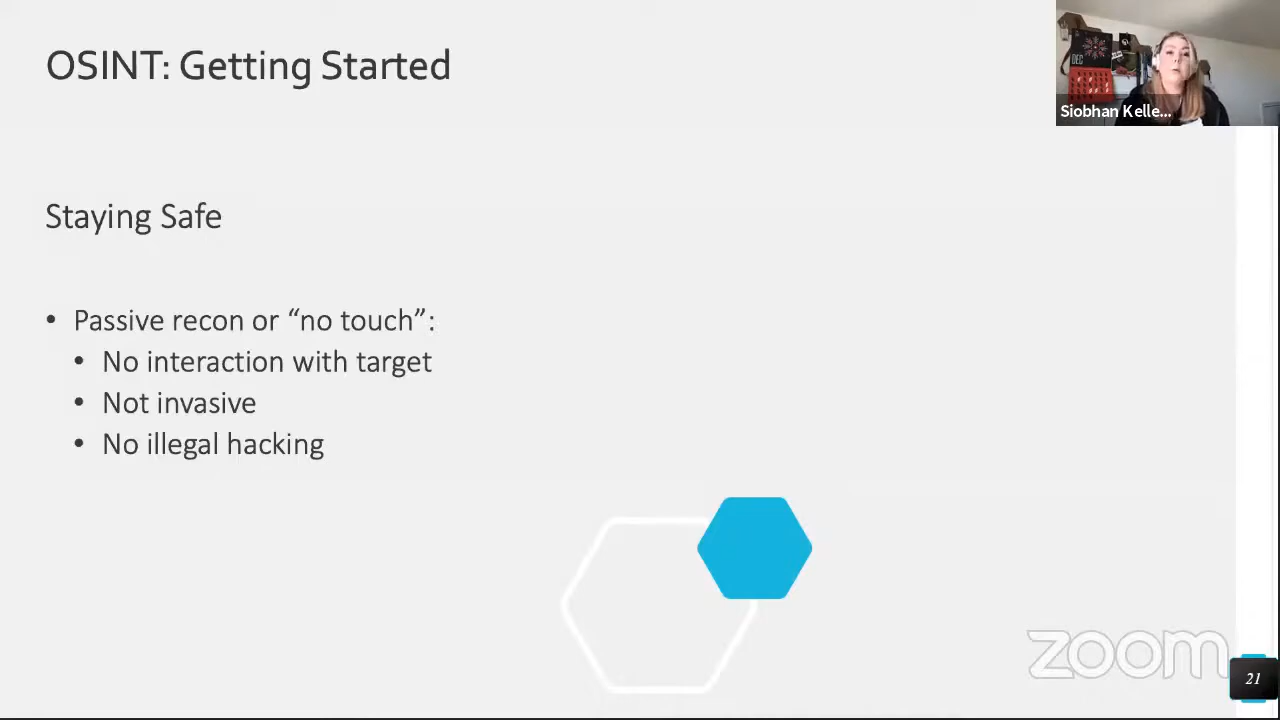 OSINT: Getting Started
DEC
Siobhan Kelle...
Staying Safe
• Passive recon or “no touch”:
• No interaction with target
• Not invasive
• No illegal hacking
zoom
21